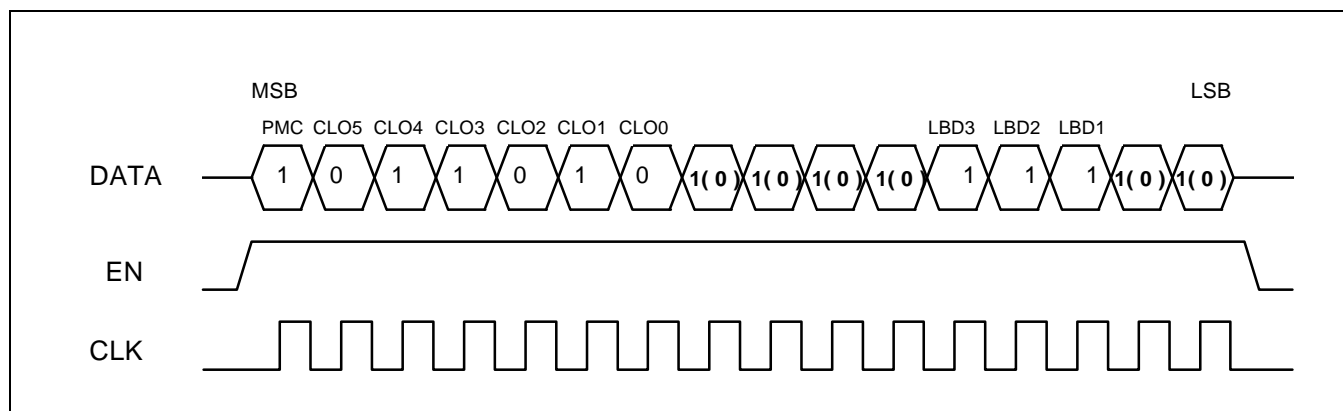 MSB LSB
PMC CLO5 CLO4 CLO3 CLO2 CLO1 CLO0 LBD3 LBD2 LBD1
DATA 1 0 1 1 0 1 0 1(0) 1(0) 1(0) 1(0) 1 1 1 1(0) 1(0)
EN
CLK